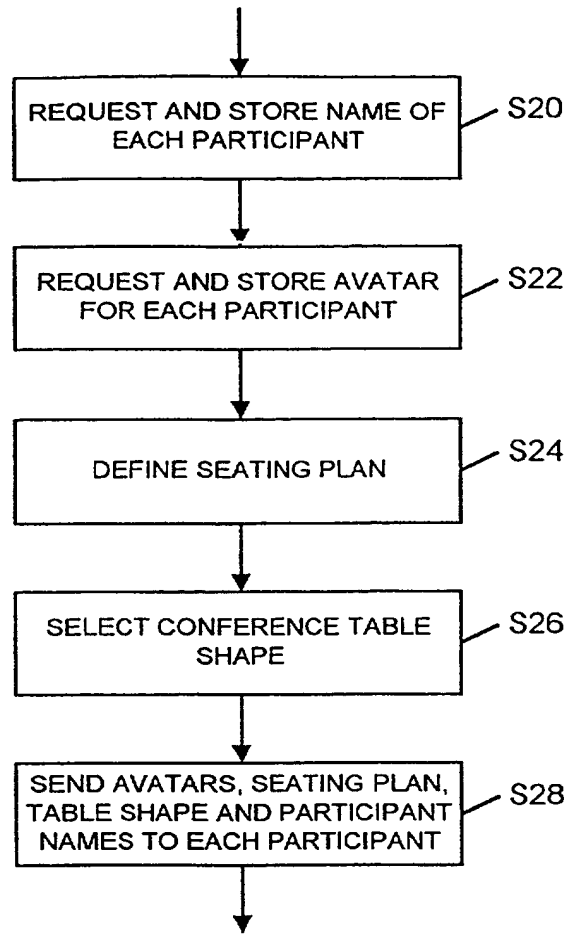 REQUEST AND STORE NAME OF
EACH PARTICIPANT
S20
REQUEST AND STORE AVATAR
FOR EACH PARTICIPANT
S22
DEFINE SEATING PLAN
S24
SELECT CONFERENCE TABLE
SHAPE
S26
SEND AVATARS, SEATING PLAN,
TABLE SHAPE AND PARTICIPANT
NAMES TO EACH PARTICIPANT
S28